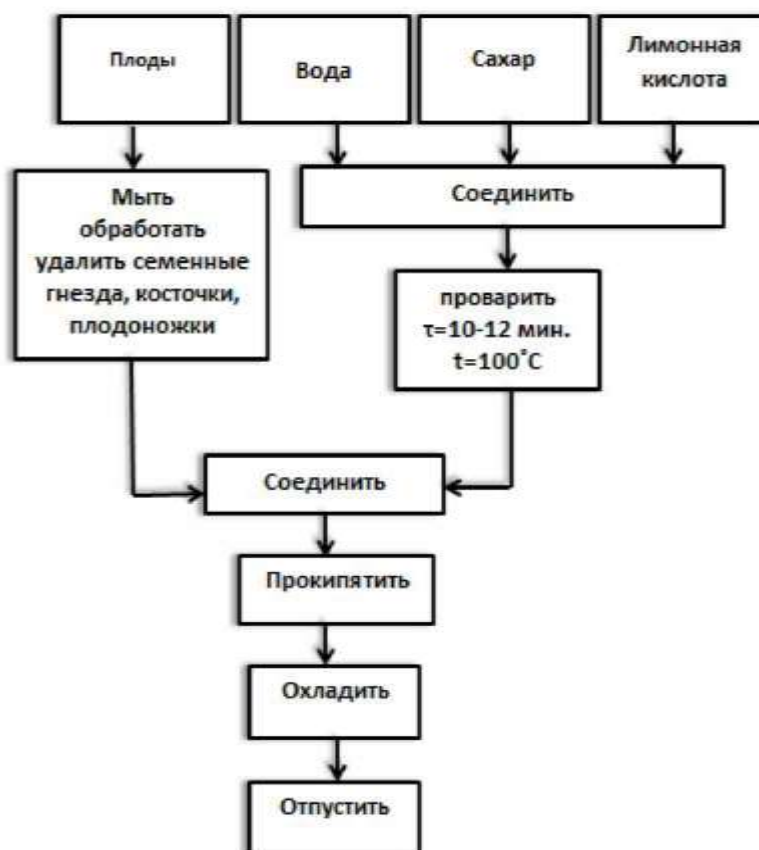 Плоды
Вода
Сахар
Лимонная
кислота
Мыть
обработать
удалить семенные
гнезда, косточки,
плодоножки
Соединить
проварить
τ=10-12 мин.
t=100˚С
Соединить
Прокипятить
Охладить
Отпустить